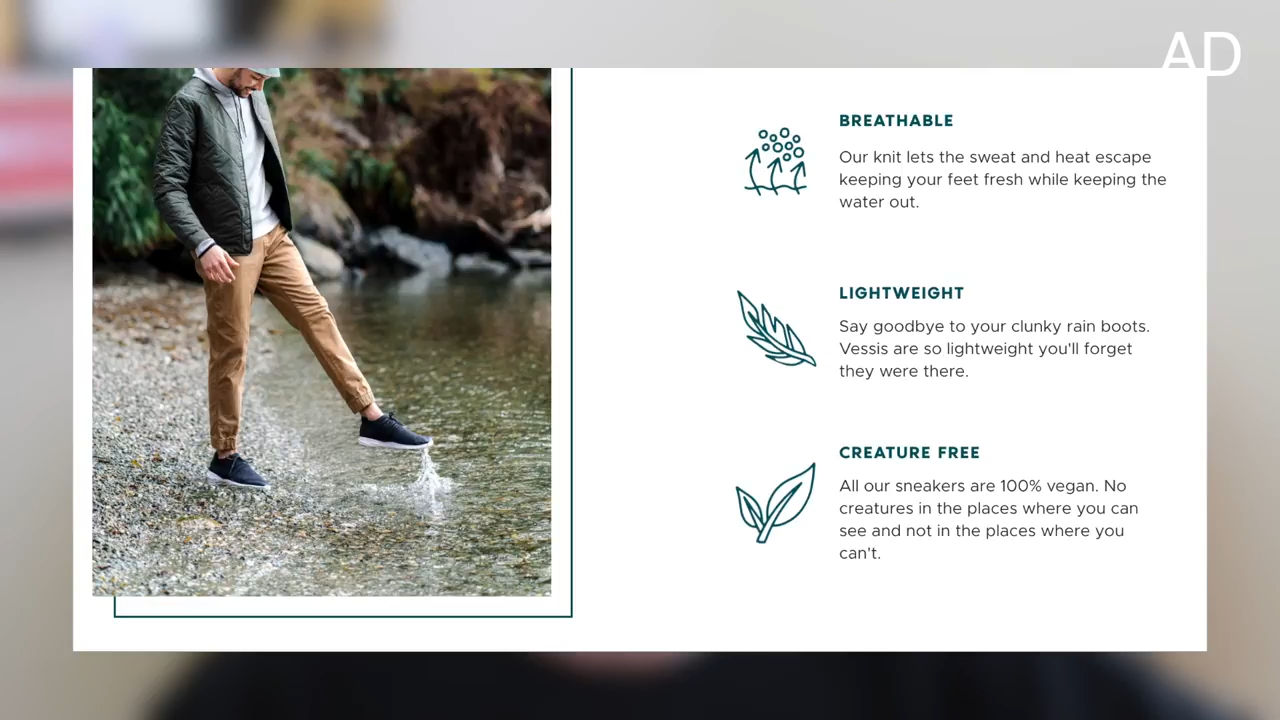 AD
BREATHABLE
Our knit lets the sweat and heat escape
keeping your feet fresh while keeping the
water out.
LIGHTWEIGHT
Say goodbye to your clunky rain boots.
Vessis are so lightweight you'll forget
they were there.
CREATURE FREE
All our sneakers are 100% vegan. No
creatures in the places where you can
see and not in the places where you
can't.